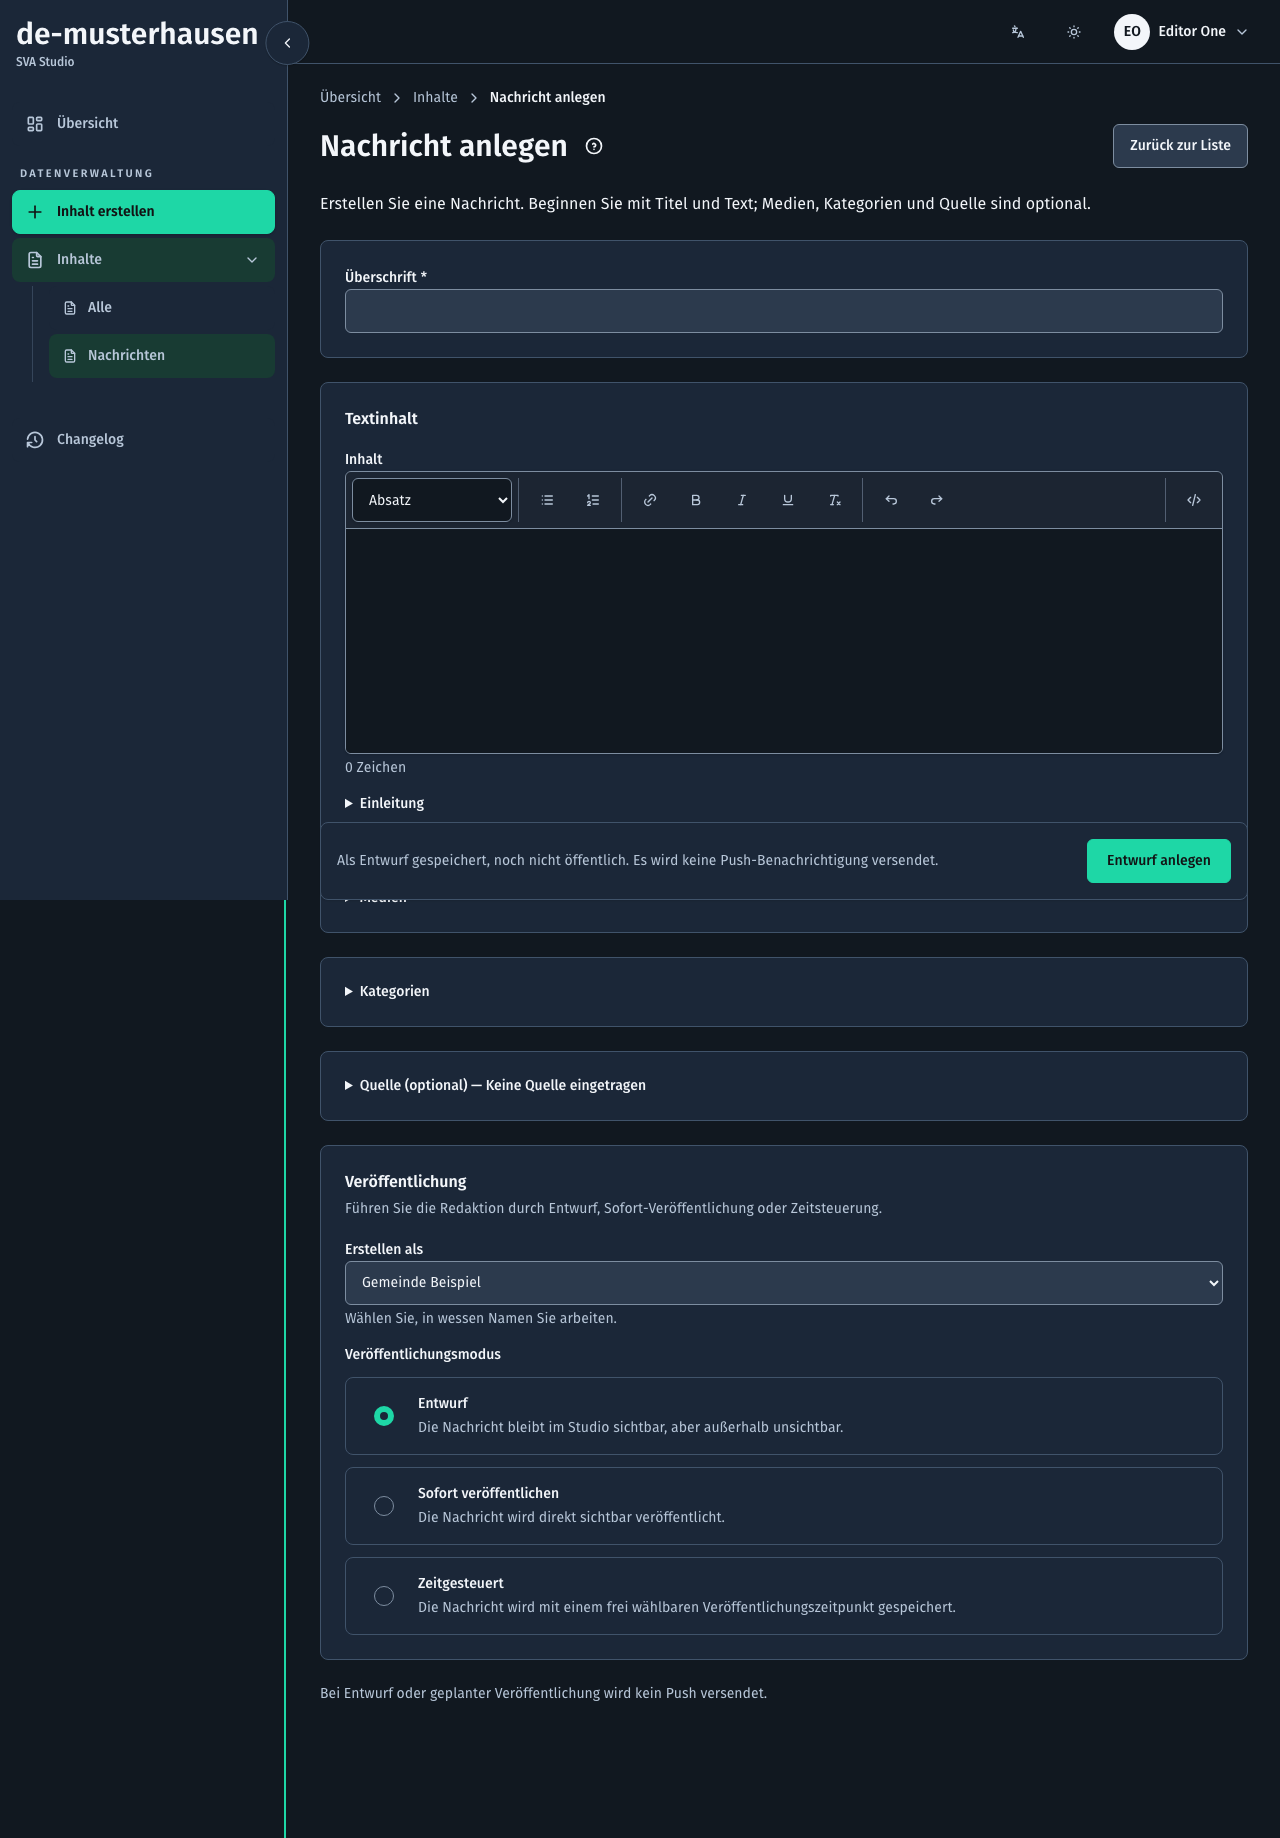 de-musterhausen
SVA Studio
Übersicht
DATENVERWALTUNG
Inhalt erstellen
Inhalte
Alle
Nachrichten
Changelog
EO Editor One
Übersicht > Inhalte > Nachricht anlegen
Nachricht anlegen
Zurück zur Liste
Erstellen Sie eine Nachricht. Beginnen Sie mit Titel und Text; Medien, Kategorien und Quelle sind optional.
Überschrift *
Textinhalt
Inhalt
Absatz
0 Zeichen
Einleitung
Als Entwurf gespeichert, noch nicht öffentlich. Es wird keine Push-Benachrichtigung versendet.
Entwurf anlegen
Medien
Kategorien
Quelle (optional) — Keine Quelle eingetragen
Veröffentlichung
Führen Sie die Redaktion durch Entwurf, Sofort-Veröffentlichung oder Zeitsteuerung.
Erstellen als
Gemeinde Beispiel
Wählen Sie, in wessen Namen Sie arbeiten.
Veröffentlichungsmodus
Entwurf
Die Nachricht bleibt im Studio sichtbar, aber außerhalb unsichtbar.
Sofort veröffentlichen
Die Nachricht wird direkt sichtbar veröffentlicht.
Zeitgesteuert
Die Nachricht wird mit einem frei wählbaren Veröffentlichungszeitpunkt gespeichert.
Bei Entwurf oder geplanter Veröffentlichung wird kein Push versendet.